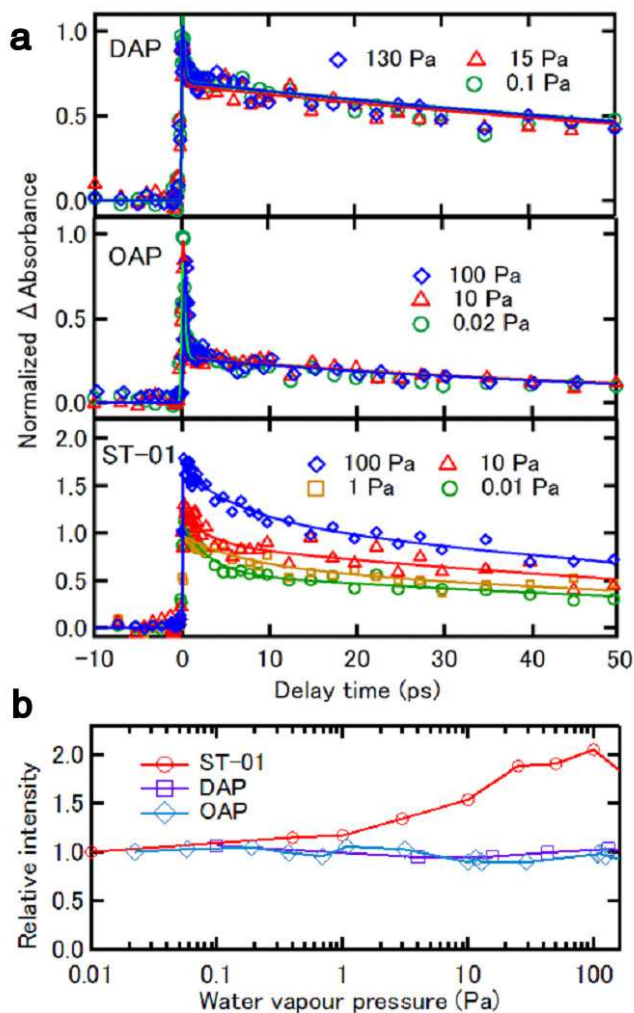 a
DAP
130 Pa
15 Pa
0.1 Pa
1.0
0.5
0.0
OAP
100 Pa
10 Pa
0.02 Pa
1.0
0.5
0.0
ST-01
100 Pa
10 Pa
1 Pa
0.01 Pa
2.0
1.5
1.0
0.5
0.0
Normalized Δ Absorbance
-10 0 10 20 30 40 50
Delay time (ps)
b
ST-01
DAP
OAP
2.0
1.5
1.0
0.5
0.0
Relative intensity
0.01 0.1 1 10 100
Water vapour pressure (Pa)